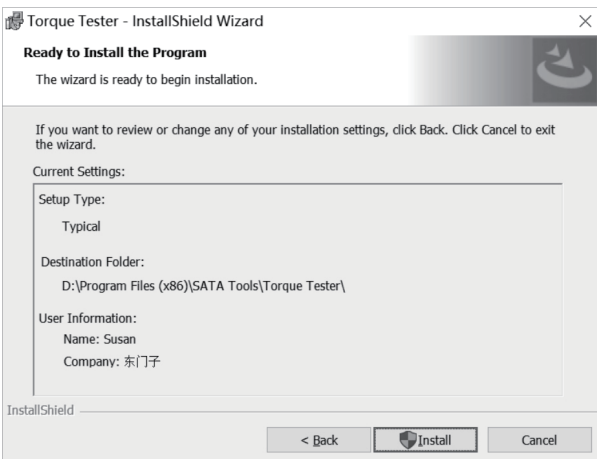 Torque Tester - InstallShield Wizard
Ready to Install the Program
The wizard is ready to begin installation.
If you want to review or change any of your installation settings, click Back. Click Cancel to exit
the wizard.
Current Settings:
Setup Type:
Typical
Destination Folder:
D:\Program Files (x86)\SATA Tools\Torque Tester\
User Information:
Name: Susan
Company: 东门子
InstallShield
< Back Install Cancel